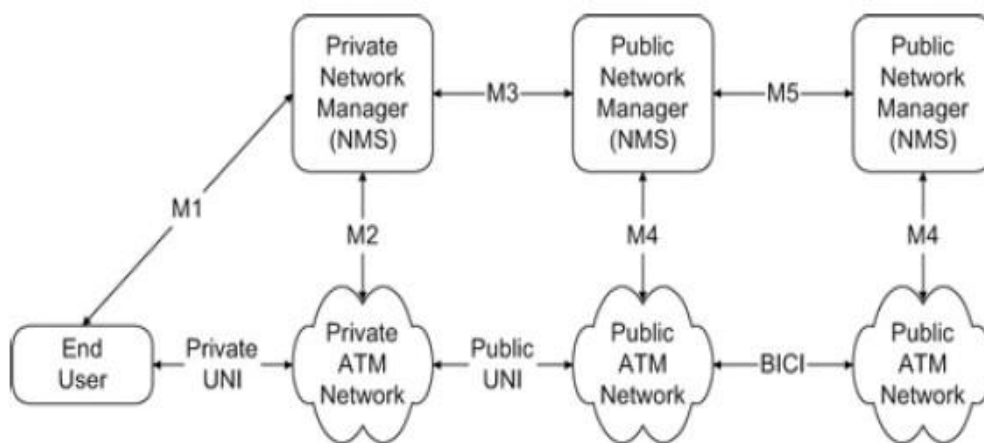 Private
Network
Manager
(NMS)
M3
Public
Network
Manager
(NMS)
M5
Public
Network
Manager
(NMS)
M1
M2
M4
M4
End
User
Private
UNI
Private
ATM
Network
Public
UNI
Public
ATM
Network
BICI
Public
ATM
Network